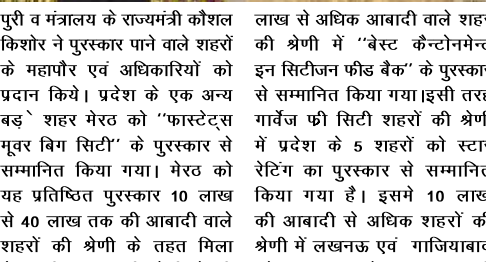 पुरी व मंत्रालय के राज्यमंत्री कौशल
किशोर ने पुरस्कार पाने वाले शहरों
के महापौर एवं अधिकारियों को
प्रदान किये। प्रदेश के एक अन्य
बड़े शहर मेरठ को ''फास्टेट्स
मूवर बिग सिटी'' के पुरस्कार से
सम्मानित किया गया। मेरठ को
यह प्रतिष्ठित पुरस्कार 10 लाख
से 40 लाख तक की आबादी वाले
शहरों की श्रेणी के तहत मिला
लाख से अधिक आबादी वाले
की श्रेणी में ''बेस्ट कैन्टोनमेन्ट
इन सिटीजन फीड बैक'' के पुरस्कार
से सम्मानित किया गया।इसी तरह
गार्वेज फ्री सिटी शहरों की श्रेणी
में प्रदेश के 5 शहरों को स्टार
रेटिंग का पुरस्कार से सम्मानित
किया गया है। इसमे 10 लाख
की आबादी से अधिक शहरों की
श्रेणी में लखनऊ एवं गाजियाबाद